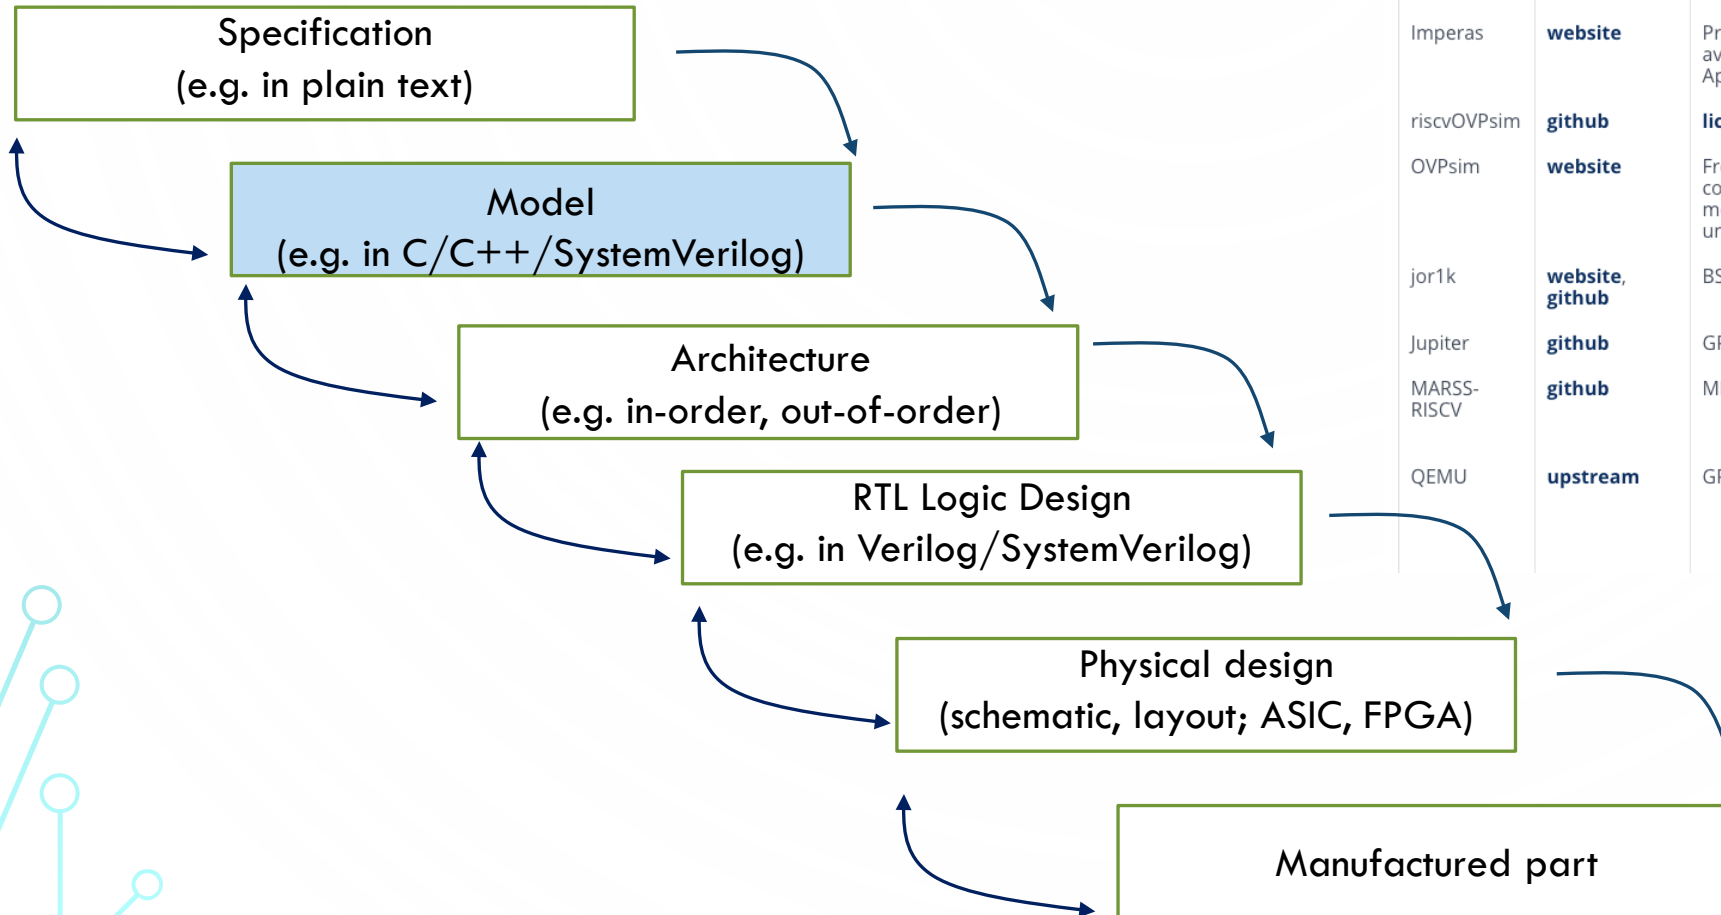 Specification
(e.g. in plain text)
Model
(e.g. in C/C++/SystemVerilog)
Architecture
(e.g. in-order, out-of-order)
RTL Logic Design
(e.g. in Verilog/SystemVerilog)
Physical design
(schematic, layout; ASIC, FPGA)
Manufactured part
Imperas website
riscvOVPsim github
OVPsim website
jor1k website, BS
github
Jupiter github
MARSS- github
RISCV
QEMU upstream